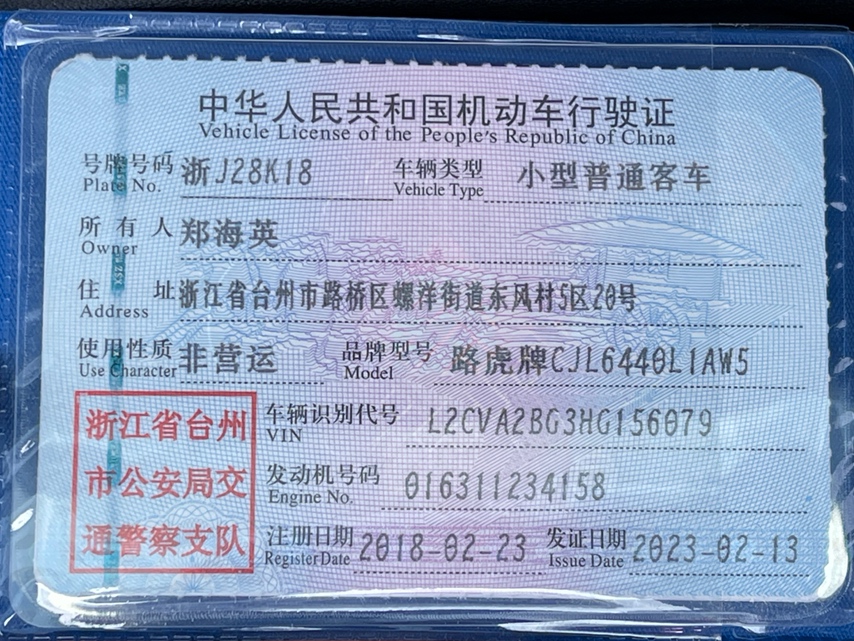 中华人民共和国机动车行驶证
Vehicle License of the People's Republic of China
号牌号码 浙J28K18 车辆类型 小型普通客车
Plate No. Vehicle Type
所有人 郑海英
Owner
住址 浙江省台州市路桥区螺洋街道东风村5区20号
Address
使用性质 非营运 品牌型号 路虎牌CJL6440L1AW5
Use Character Model
浙江省台州
市公安局交
通警察支队
车辆识别代号 L2CVA2BG3HG156079
VIN
发动机号码 016311234158
Engine No.
注册日期 2018-02-23 发证日期 2023-02-13
Register Date Issue Date